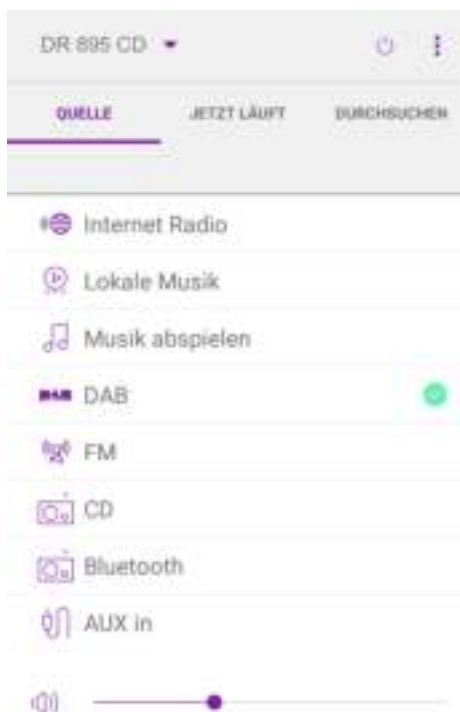 DR 895 CD
QUELLE JETZT LÄUFT DURCHSUCHEN
Internet Radio
Lokale Musik
Musik abspielen
DAB DAB
FM
CD
Bluetooth
AUX in